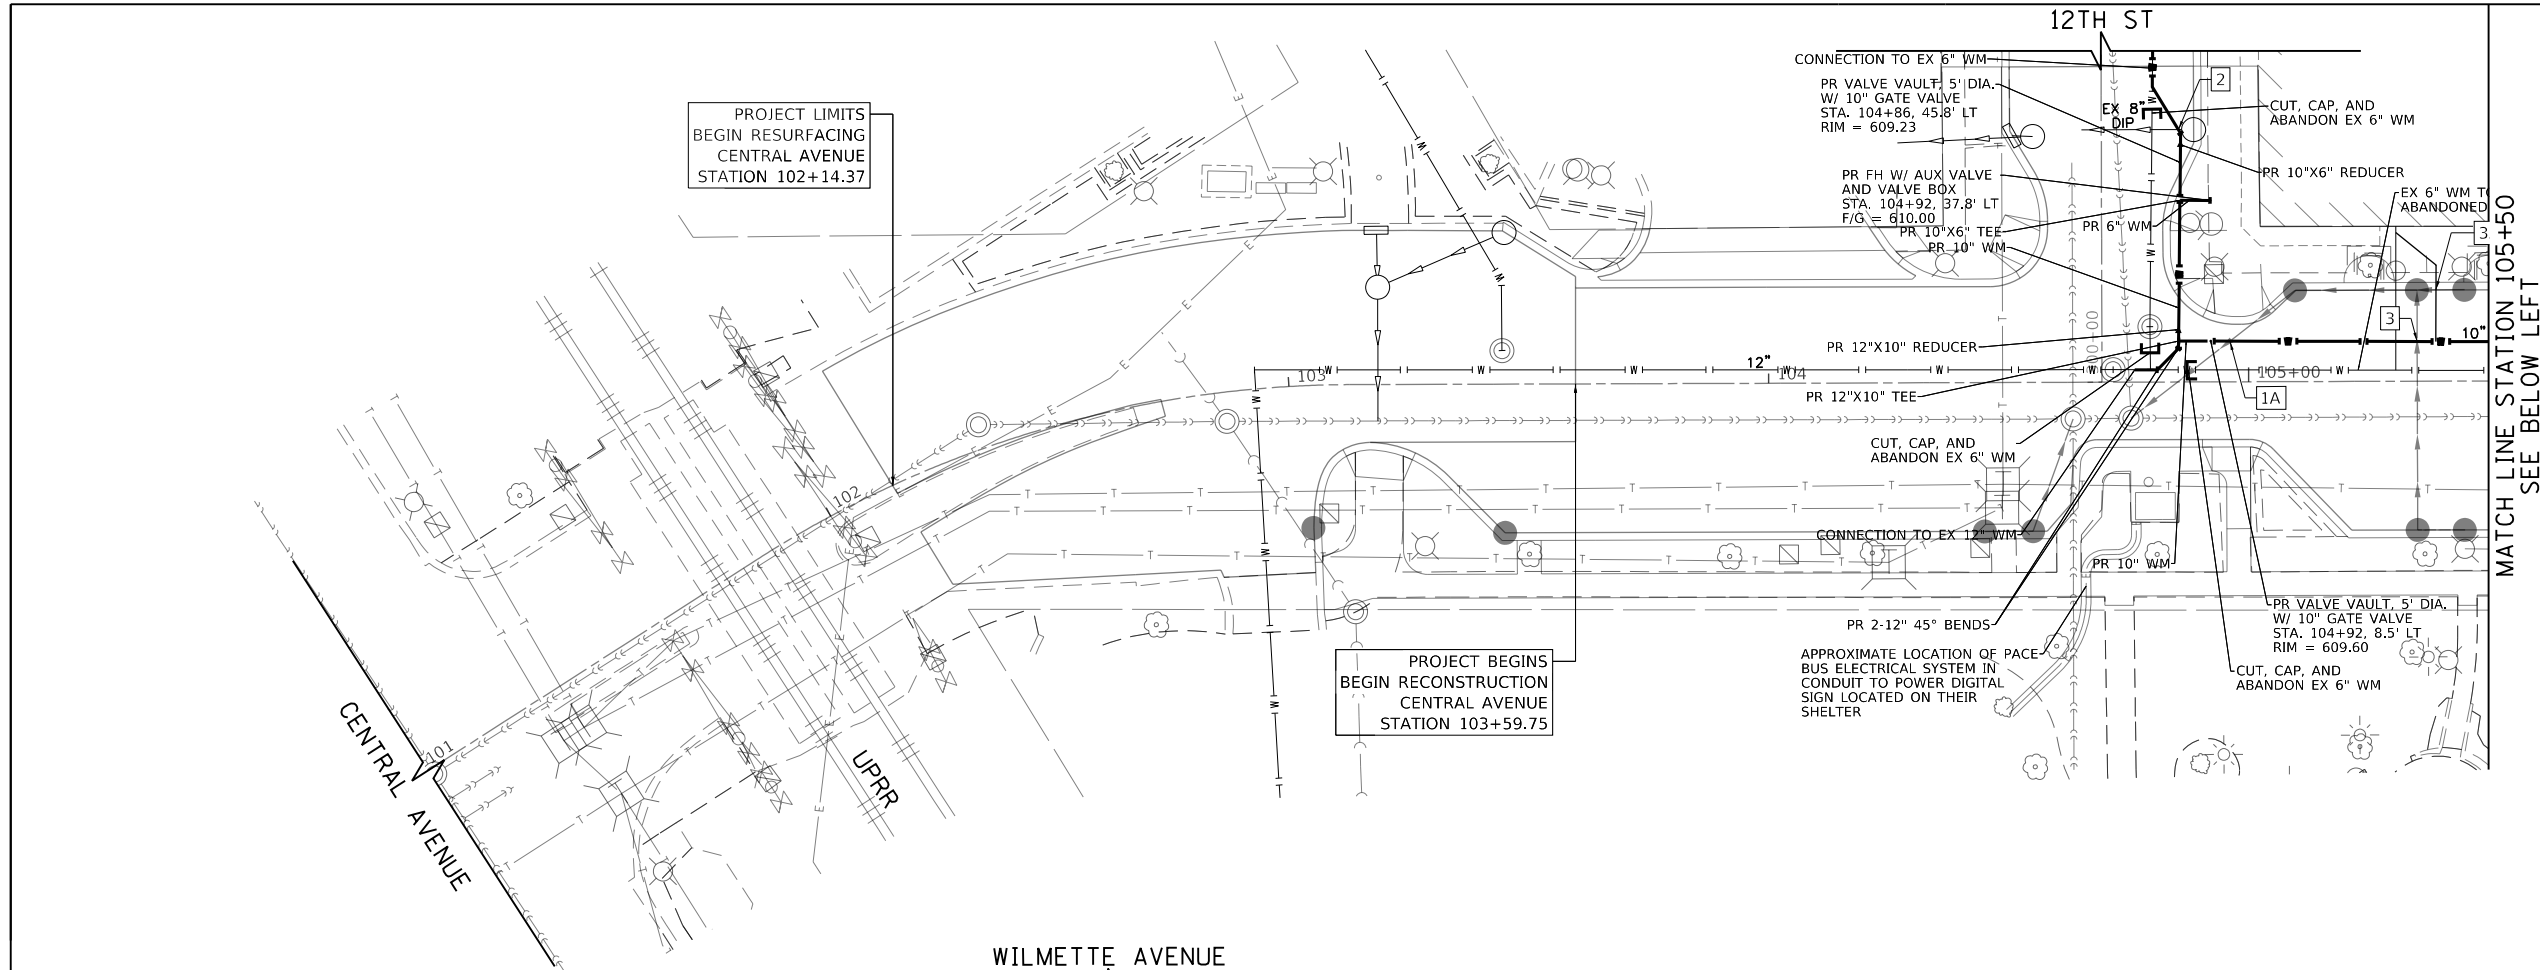 12TH ST
CONNECTION TO EX 6" WM
PR VALVE VAULT, 5' DIA.
W/ 10" GATE VALVE
STA. 104+86, 45.8' LT
RIM = 609.23
2
EX 8"
DIP
CUT, CAP, AND
ABANDON EX 6" WM
PROJECT LIMITS
BEGIN RESURFACING
CENTRAL AVENUE
STATION 102+14.37
PR 10"X6" REDUCER
PR FH W/ AUX VALVE
AND VALVE BOX
STA. 104+92, 37.8' LT
F/G = 610.00
PR 10"X6" TEE
PR 10" WM
PR 6" WM
EX 6" WM TO
ABANDONED
3
MATCH LINE STATION 105+50
SEE BELOW LEFT
3
10"
PR 12"X10" REDUCER
12"
103
104
105+00
00+00
PR 12"X10" TEE
1A
CUT, CAP, AND
ABANDON EX 6" WM
102
CONNECTION TO EX 12" WM
PR 10" WM
PR VALVE VAULT, 5' DIA.
W/ 10" GATE VALVE
STA. 104+92, 8.5' LT
RIM = 609.60
PR 2-12" 45° BENDS
APPROXIMATE LOCATION OF PACE
BUS ELECTRICAL SYSTEM IN
CONDUIT TO POWER DIGITAL
SIGN LOCATED ON THEIR
SHELTER
CUT, CAP, AND
ABANDON EX 6" WM
PROJECT BEGINS
BEGIN RECONSTRUCTION
CENTRAL AVENUE
STATION 103+59.75
101
CENTRAL AVENUE
UPRR
WILMETTE AVENUE